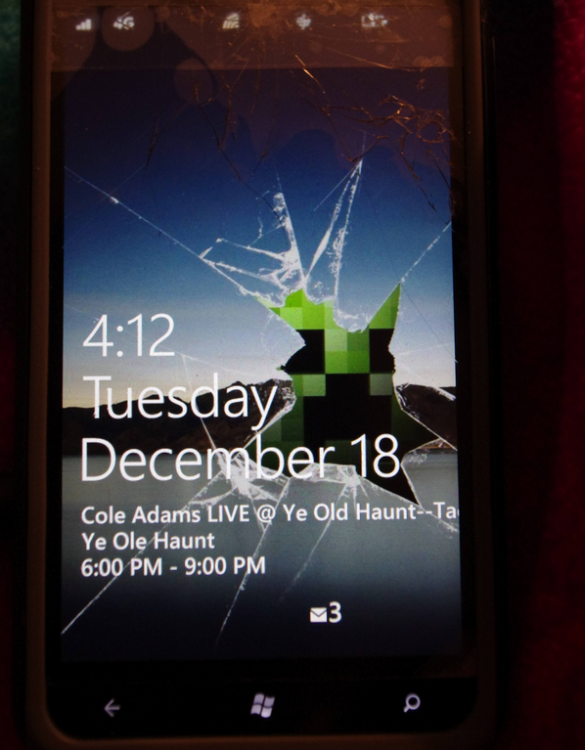 4G
4:12
Tuesday
December 18
Cole Adams LIVE @ Ye Old Haunt--Ta
Ye Ole Haunt
6:00 PM - 9:00 PM
3